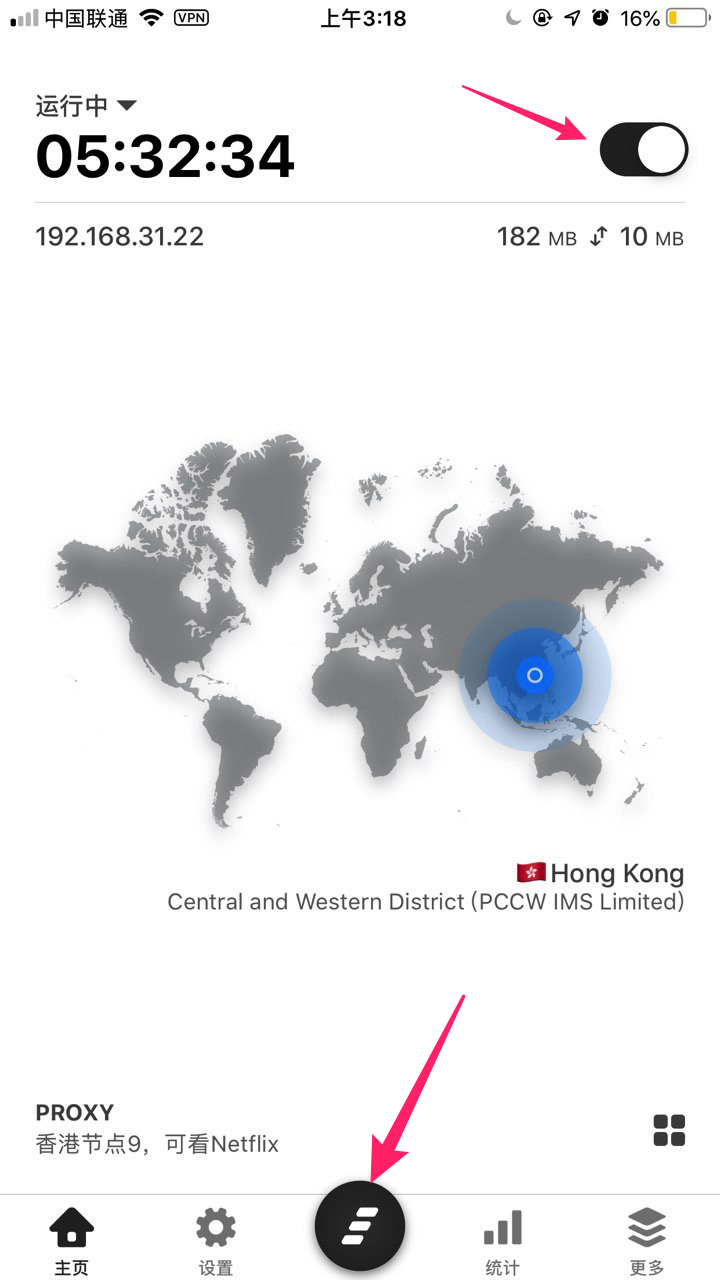 中国联通 VPN 上午3:18 16%
运行中
05:32:34
192.168.31.22 182 MB 10 MB
Hong Kong
Central and Western District (PCCW IMS Limited)
PROXY
香港节点9，可看Netflix
主页 设置 统计 更多